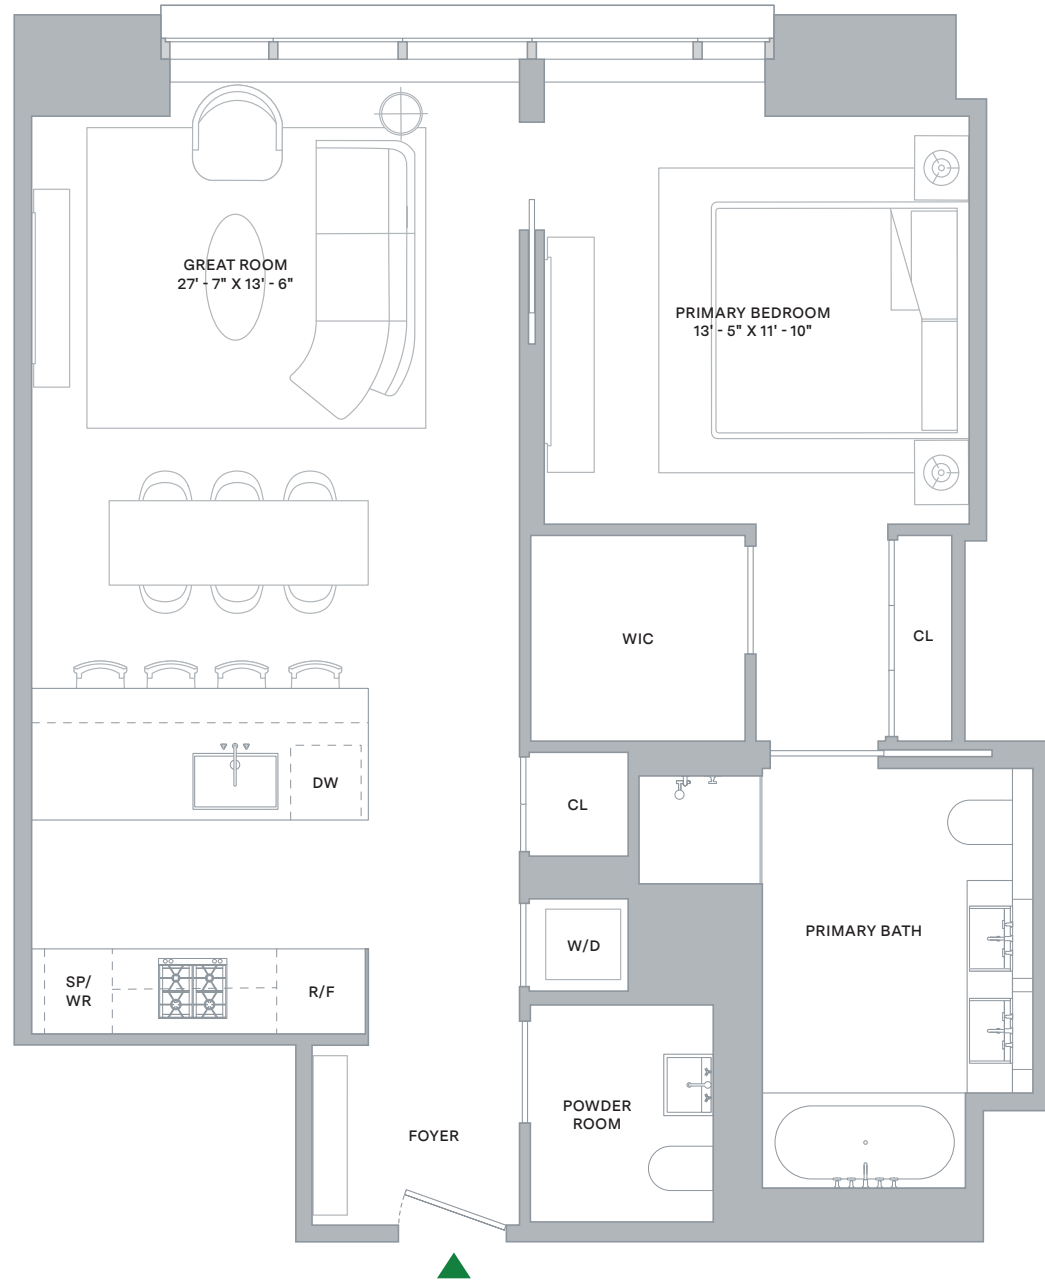 GREAT ROOM
27' - 7" X 13' - 6"
PRIMARY BEDROOM
13' - 5" X 11' - 10"
WIC
CL
DW
CL
PRIMARY BATH
W/D
SP/
WR
R/F
POWDER
ROOM
FOYER